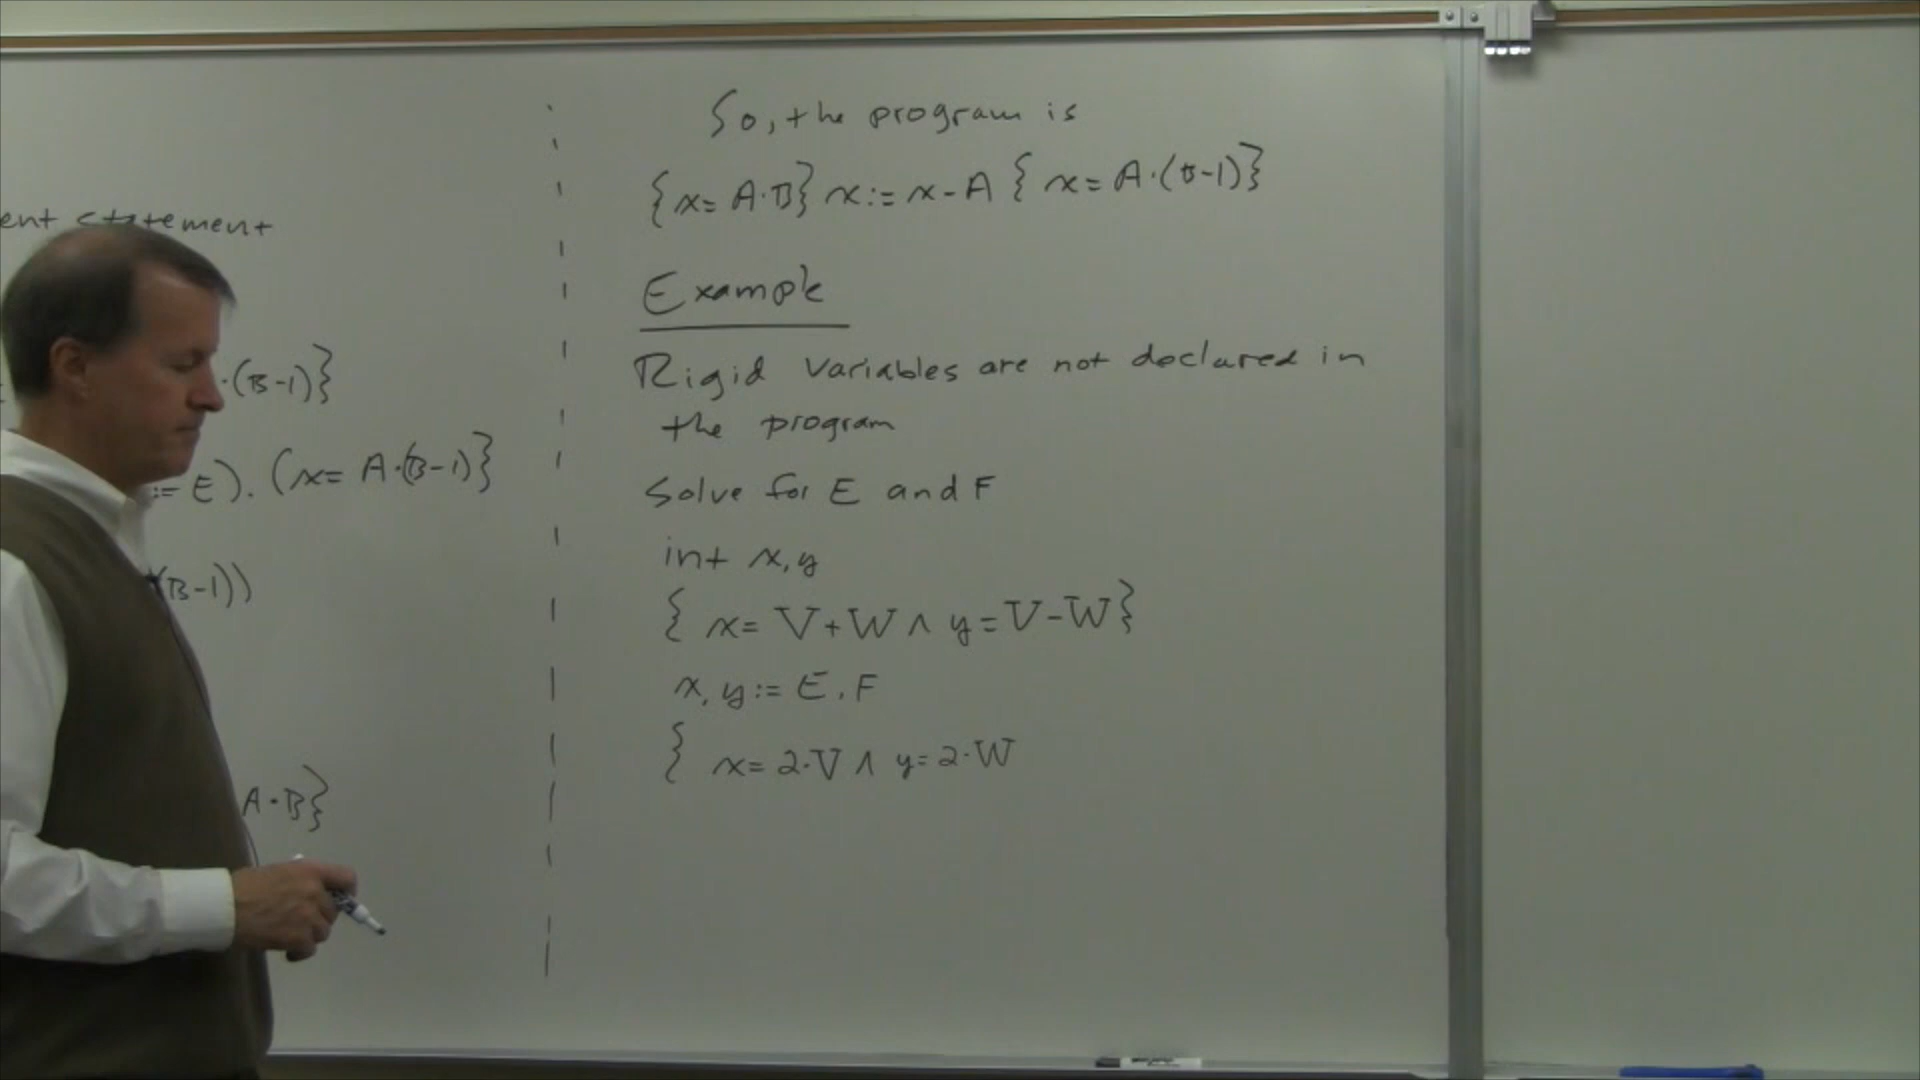 ent statement
·(B-1)}
:= E). (x= A·(B-1)}
(B-1))
A·B}
So, the program is
{x= A·B} x:= x-A { x= A·(B-1)}
Example
Rigid Variables are not declared in
the program
Solve for E and F
int x,y
{ x= V+W ∧ y=V-W}
x, y:= E, F
{ x= 2·V ∧ y= 2·W